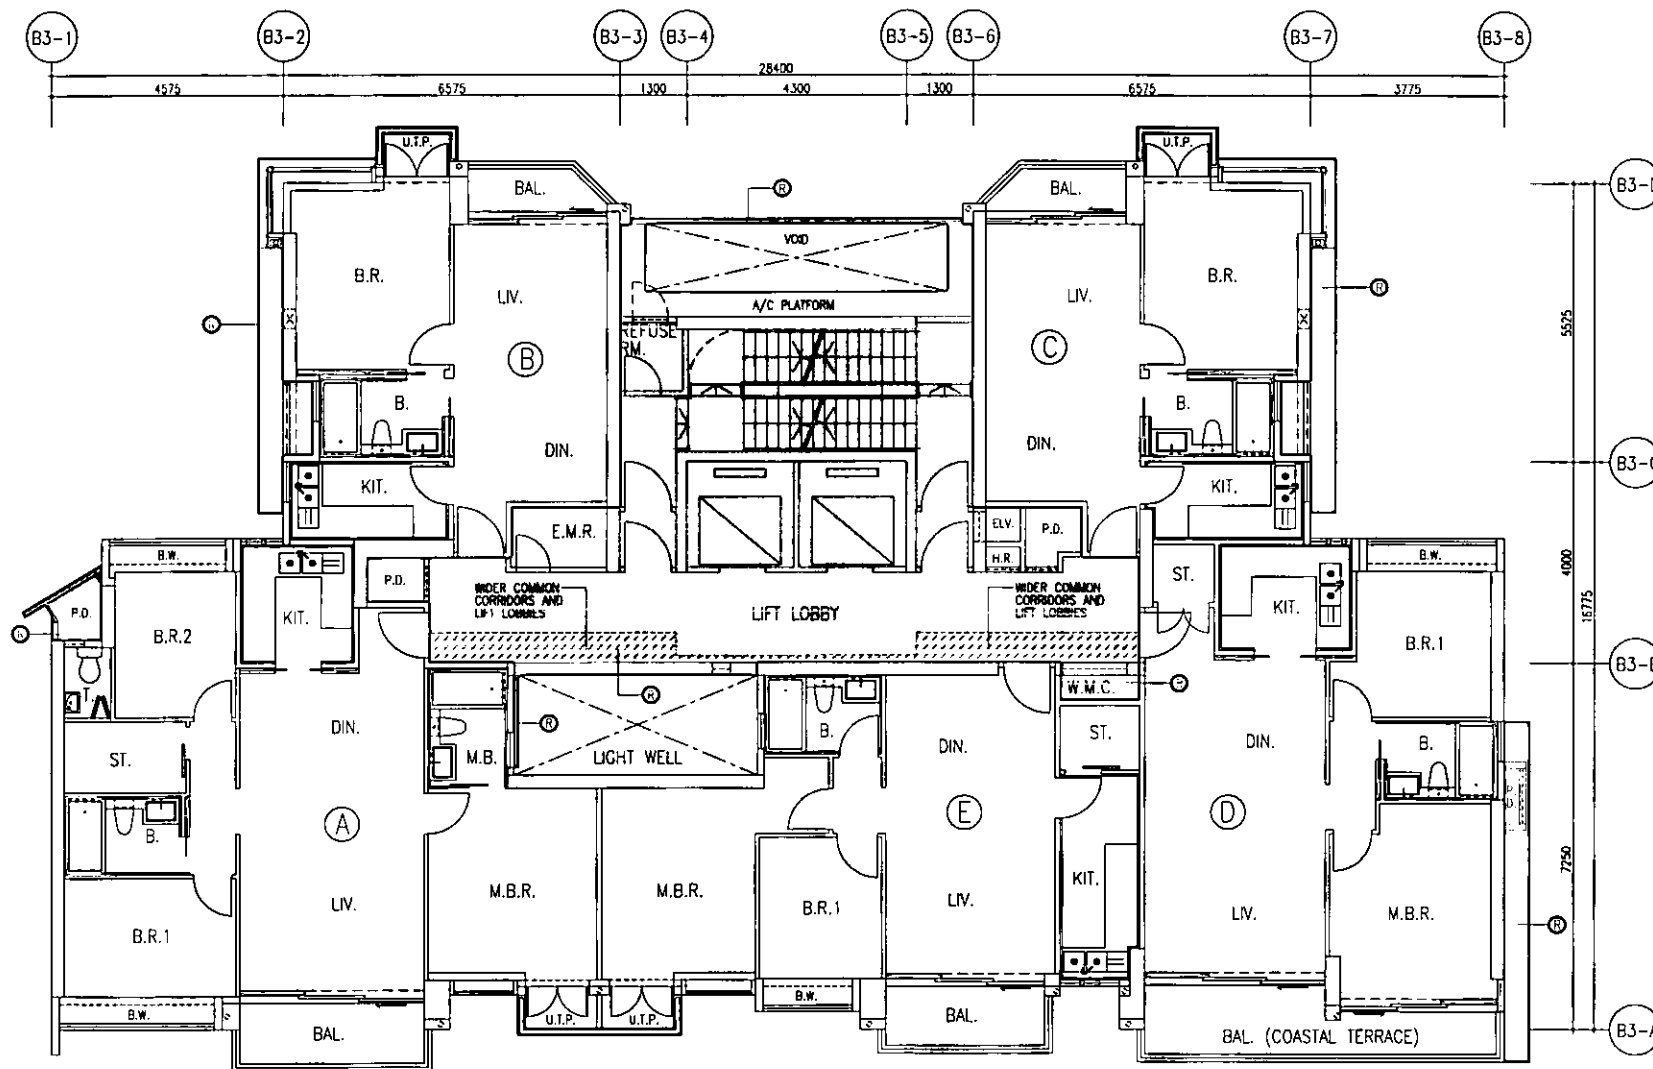 B3-1 B3-2 B3-3 B3-4 B3-5 B3-6 B3-7 B3-8
28400
4575 6575 1300 4300 1300 6575 3775
U.T.P. U.T.P.
BAL. BAL.
R
B3-
VOID
B.R. LIV. LIV. B.R.
R
A/C PLATFORM
5525
REFUSE
RM.
B C
B. B.
DIN. DIN.
B3-
KIT. KIT.
E.M.R. ELV. P.D.
B.W. H.R. B.W.
P.D. ST.
4000
16775
WIDER COMMON
CORRIDORS AND
LIFT LOBBIES
WIDER COMMON
CORRIDORS AND
LIFT LOBBIES
P.D. KIT. LIFT LOBBY KIT.
B.R.2 B.R.1
B3-
T. R W.M.C. R
R
DIN. B. ST. DIN.
ST. M.B. LIGHT WELL DIN. B.
A E D
B.
7250
M.B.R. M.B.R. KIT.
LIV. B.R.1 LIV. LIV. M.B.R.
B.R.1 R
B.W. U.T.P. U.T.P. B.W. BAL.
BAL. BAL. (COASTAL TERRACE)
B3-A